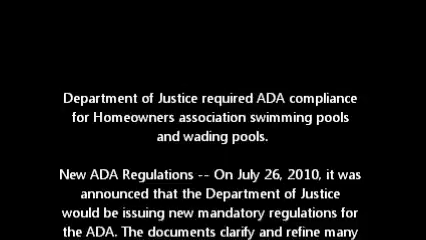 Department of Justice required ADA compliance
for Homeowners association swimming pools
and wading pools.
New ADA Regulations -- On July 26, 2010, it was
announced that the Department of Justice
would be issuing new mandatory regulations for
the ADA. The documents clarify and refine many